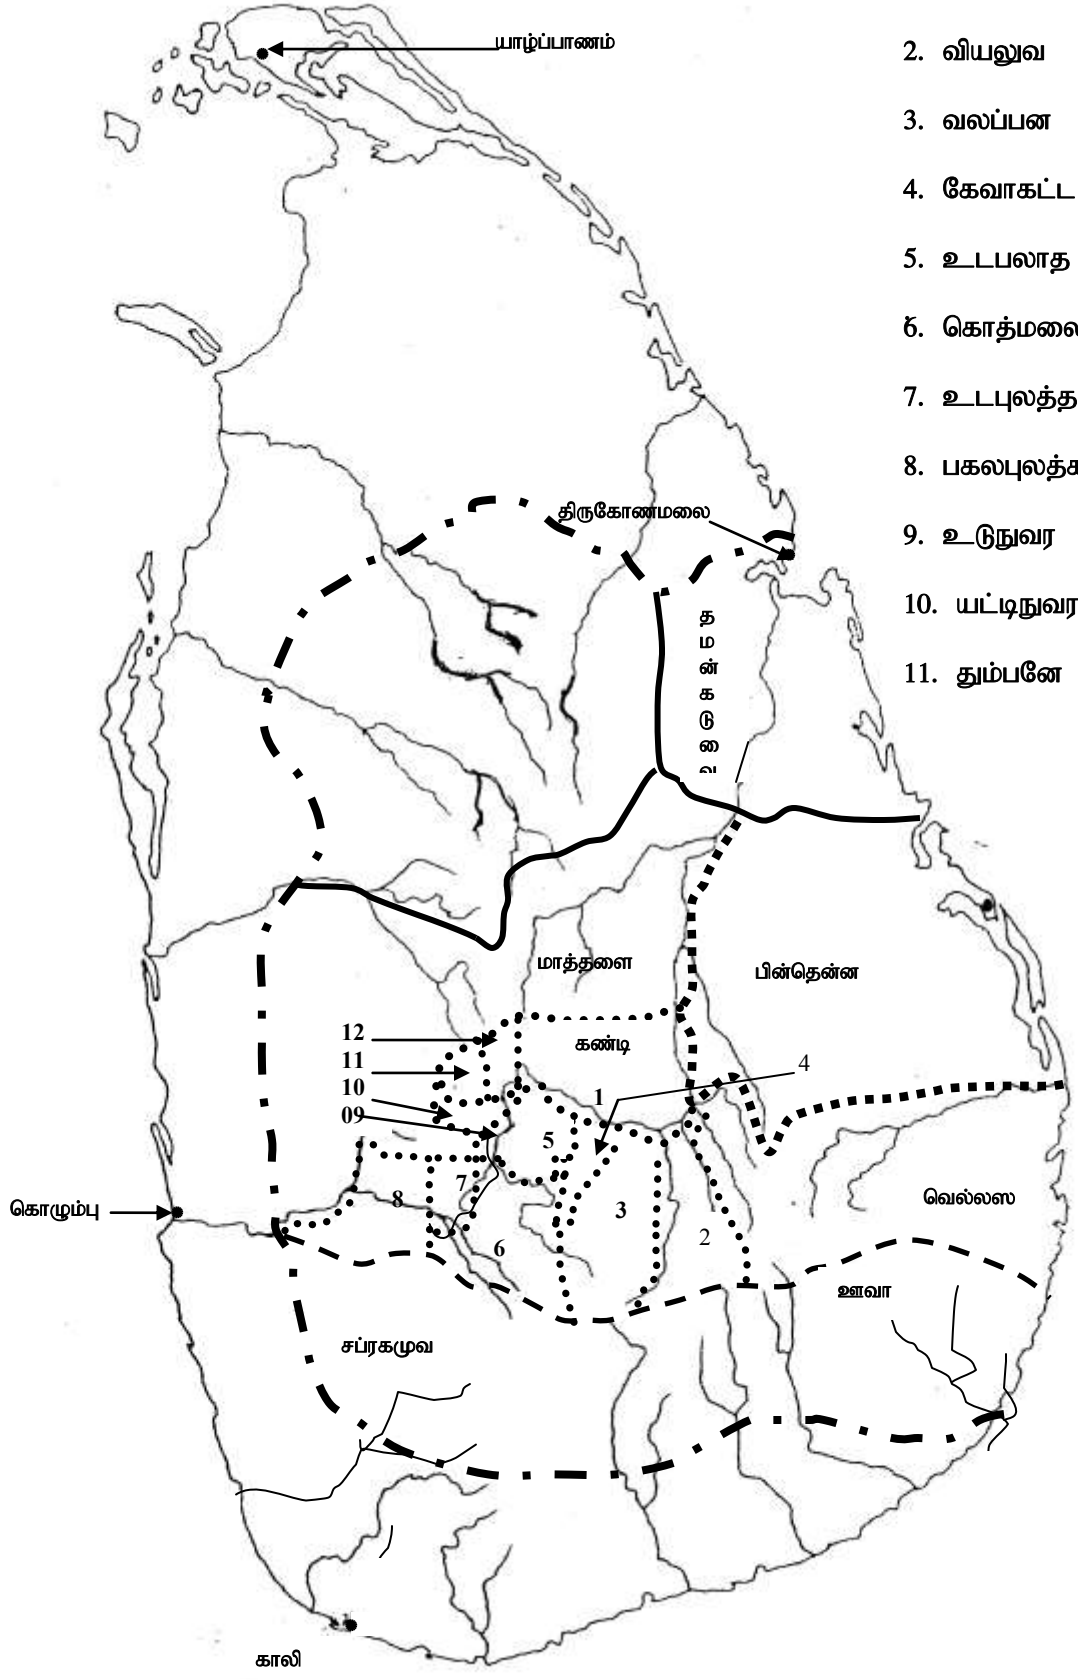 யாழ்ப்பாணம்
2. வியலுவ
3. வலப்பன
4. கேவாகட்ட
5. உடபலாத
6. கொத்மலை
7. உடபுலத்த
8. பகலபுலத்க
9. உடுநுவர
10. யட்டிநுவர
11. தும்பனே
திருகோணமலை
தமன்கடுவை
மாத்தளை
பின்தென்ன
கண்டி
12
11
10
09
1
4
5
7
8
3
2
6
கொழும்பு
வெல்லஸ
ஊவா
சப்ரகமுவ
காலி